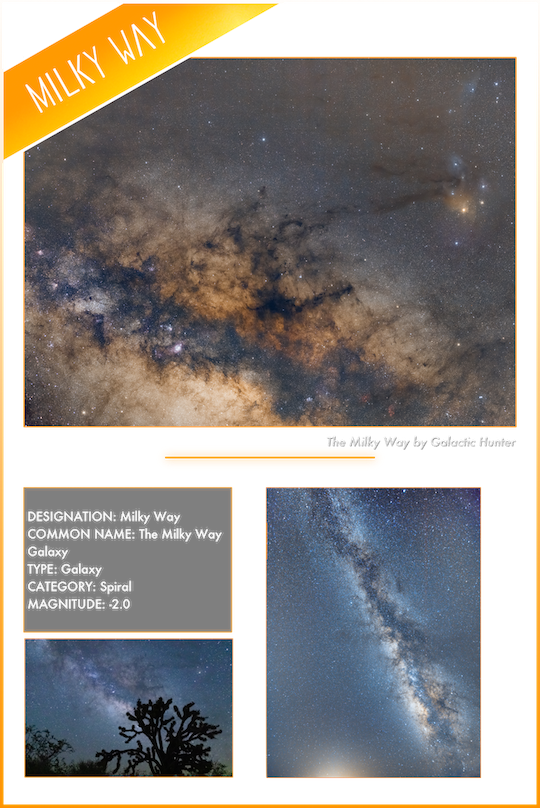 MILKY WAY
The Milky Way by Galactic Hunter
DESIGNATION: Milky Way
COMMON NAME: The Milky Way
Galaxy
TYPE: Galaxy
CATEGORY: Spiral
MAGNITUDE: -2.0